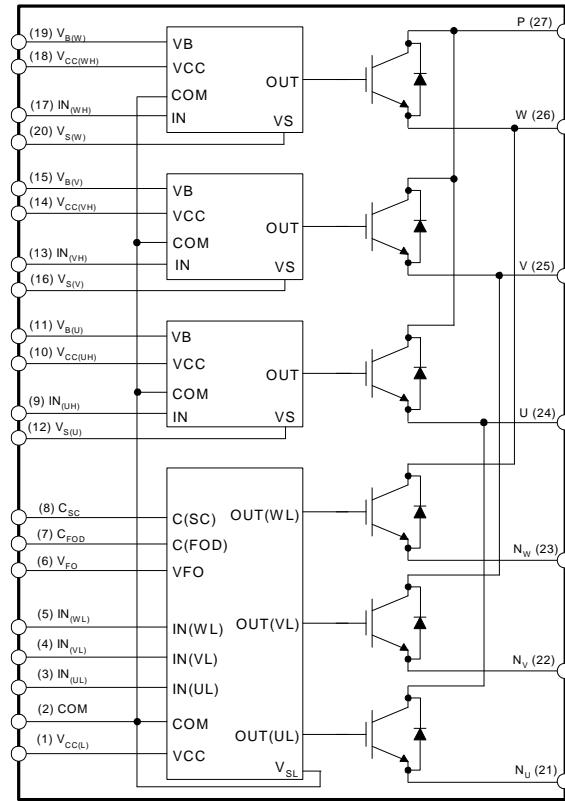 (19) VB(W)
VB
P (27)
(18) VCC(WH)
VCC
COM
OUT
(17) IN(WH)
IN
VS
W (26)
(20) VS(W)
(15) VB(V)
VB
(14) VCC(VH)
VCC
COM
OUT
(13) IN(VH)
IN
VS
V (25)
(16) VS(V)
(11) VB(U)
VB
(10) VCC(UH)
VCC
OUT
COM
(9) IN(UH)
IN
VS
U (24)
(12) VS(U)
(8) CSC
C(SC)
OUT(WL)
(7) CFOD
C(FOD)
NW (23)
(6) VFO
VFO
(5) IN(WL)
IN(WL)
OUT(VL)
(4) IN(VL)
IN(VL)
NV (22)
(3) IN(UL)
IN(UL)
(2) COM
COM
OUT(UL)
(1) VCC(L)
VCC
VSL
NU (21)